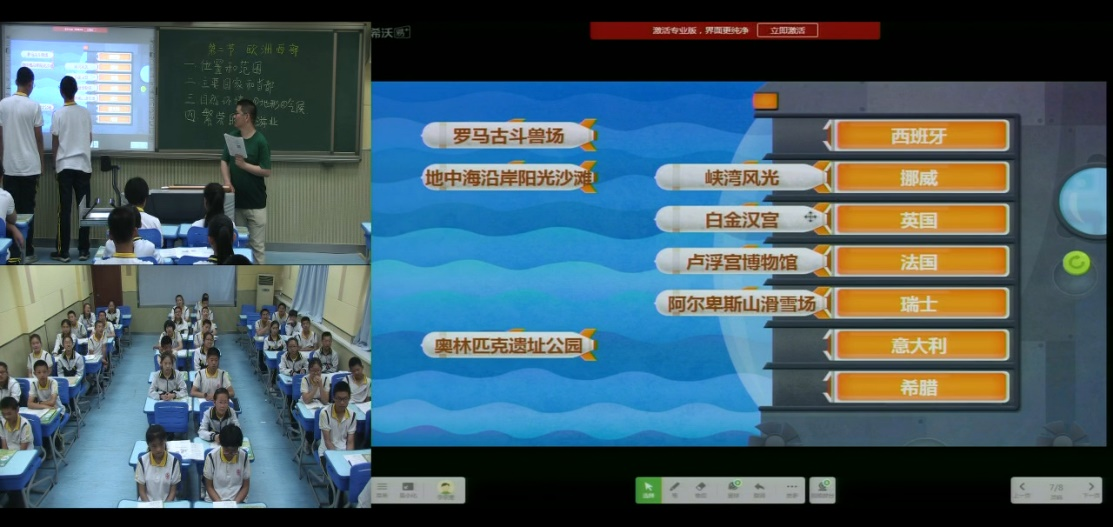 第二节 欧洲西部
一 位置和范围
二 主要国家和首都
希沃
激活专业版，界面更纯净 立即激活
罗马古斗兽场
西班牙
地中海沿岸阳光沙滩
峡湾风光
挪威
白金汉宫
英国
卢浮宫博物馆
法国
阿尔卑斯山滑雪场
瑞士
奥林匹克遗址公园
意大利
希腊
7/8